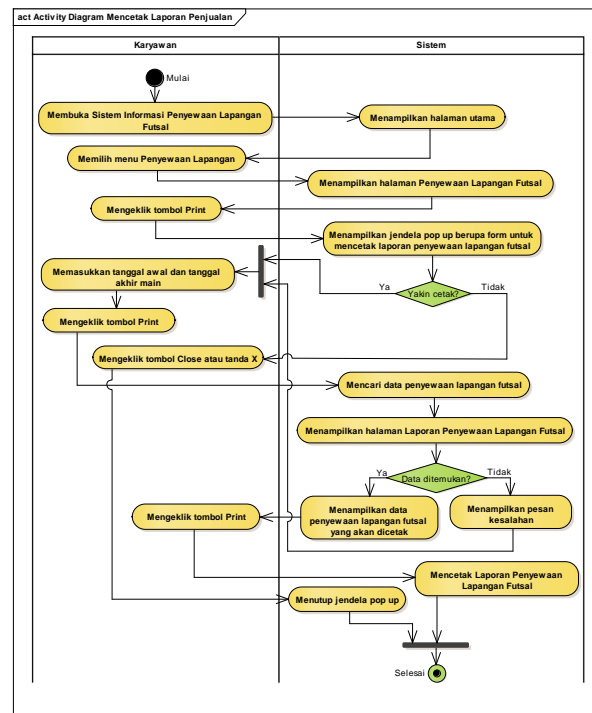 act Activity Diagram Mencetak Laporan Penjualan
Karyawan
Sistem
Mulai
Membuka Sistem Informasi Penyewaan Lapangan
Futsal
Menampilkan halaman utama
Memilih menu Penyewaan Lapangan
Menampilkan halaman Penyewaan Lapangan Futsal
Mengeklik tombol Print
Menampilkan jendela pop up berupa form untuk
mencetak laporan penyewaan lapangan futsal
Memasukkan tanggal awal dan tanggal
akhir main
Ya
Yakin cetak?
Tidak
Mengeklik tombol Print
Mengeklik tombol Close atau tanda X
Mencari data penyewaan lapangan futsal
Menampilkan halaman Laporan Penyewaan Lapangan Futsal
Ya
Data ditemukan?
Tidak
Mengeklik tombol Print
Menampilkan data
penyewaan lapangan futsal
yang akan dicetak
Menampilkan pesan
kesalahan
Mencetak Laporan Penyewaan
Lapangan Futsal
Menutup jendela pop up
Selesai